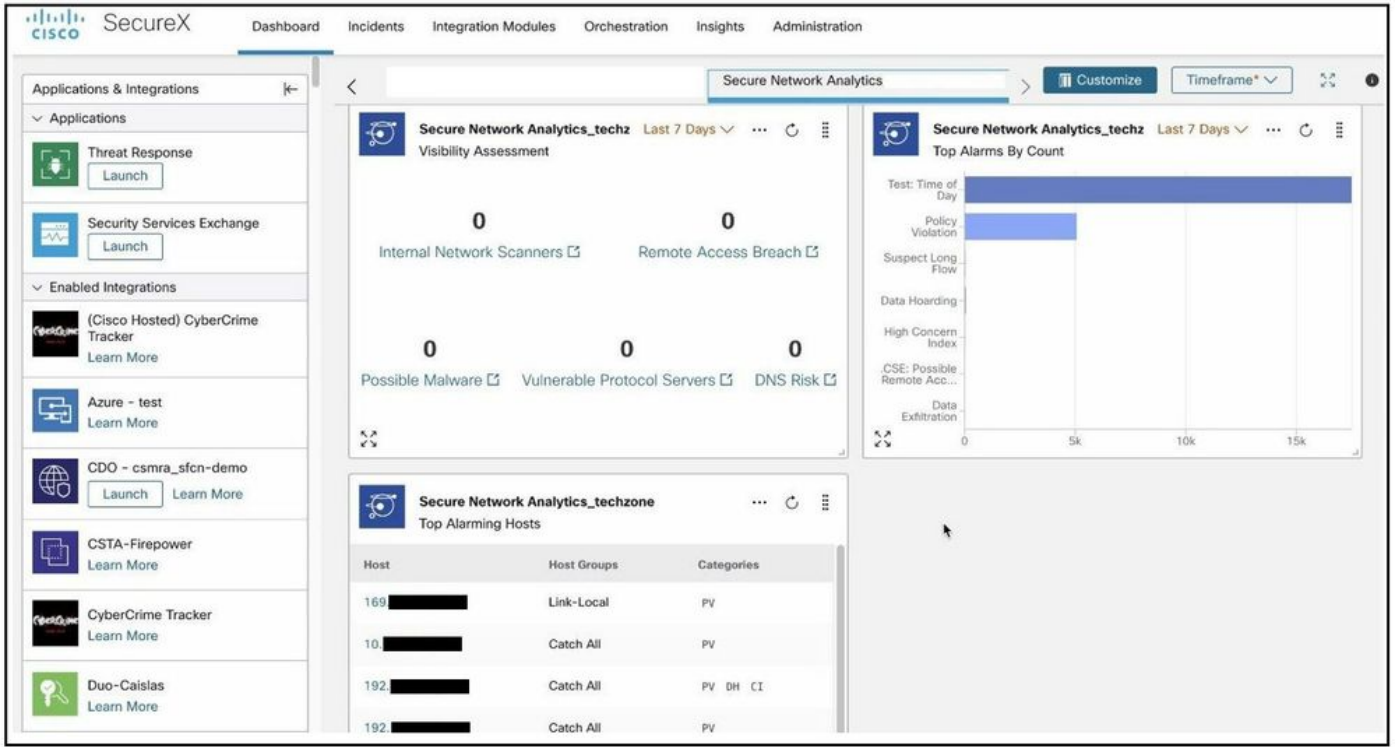 CISCO SecureX
Dashboard Incidents Integration Modules Orchestration Insights Administration
Applications & Integrations
Applications
Threat Response
Launch
Security Services Exchange
Launch
Enabled Integrations
(Cisco Hosted) CyberCrime
Tracker
Learn More
Azure - test
Learn More
CDO - csmra_sfcn-demo
Launch Learn More
CSTA-Firepower
Learn More
CyberCrime Tracker
Learn More
Duo-Caislas
Learn More
Secure Network Analytics
Customize
Timeframe*
Secure Network Analytics_techz Last 7 Days
Visibility Assessment
0 0
Internal Network Scanners Remote Access Breach
0 0 0
Possible Malware Vulnerable Protocol Servers DNS Risk
Secure Network Analytics_techz Last 7 Days
Top Alarms By Count
Test: Time of
Day
Policy
Violation
Suspect Long
Flow
Data Hoarding
High Concern
Index
.CSE: Possible
Remote Acc...
Data
Exfiltration
0 5k 10k 15k
Secure Network Analytics_techzone
Top Alarming Hosts
Host Host Groups Categories
169. Link-Local PV
10. Catch All PV
192. Catch All PV DH CI
192. Catch All PV